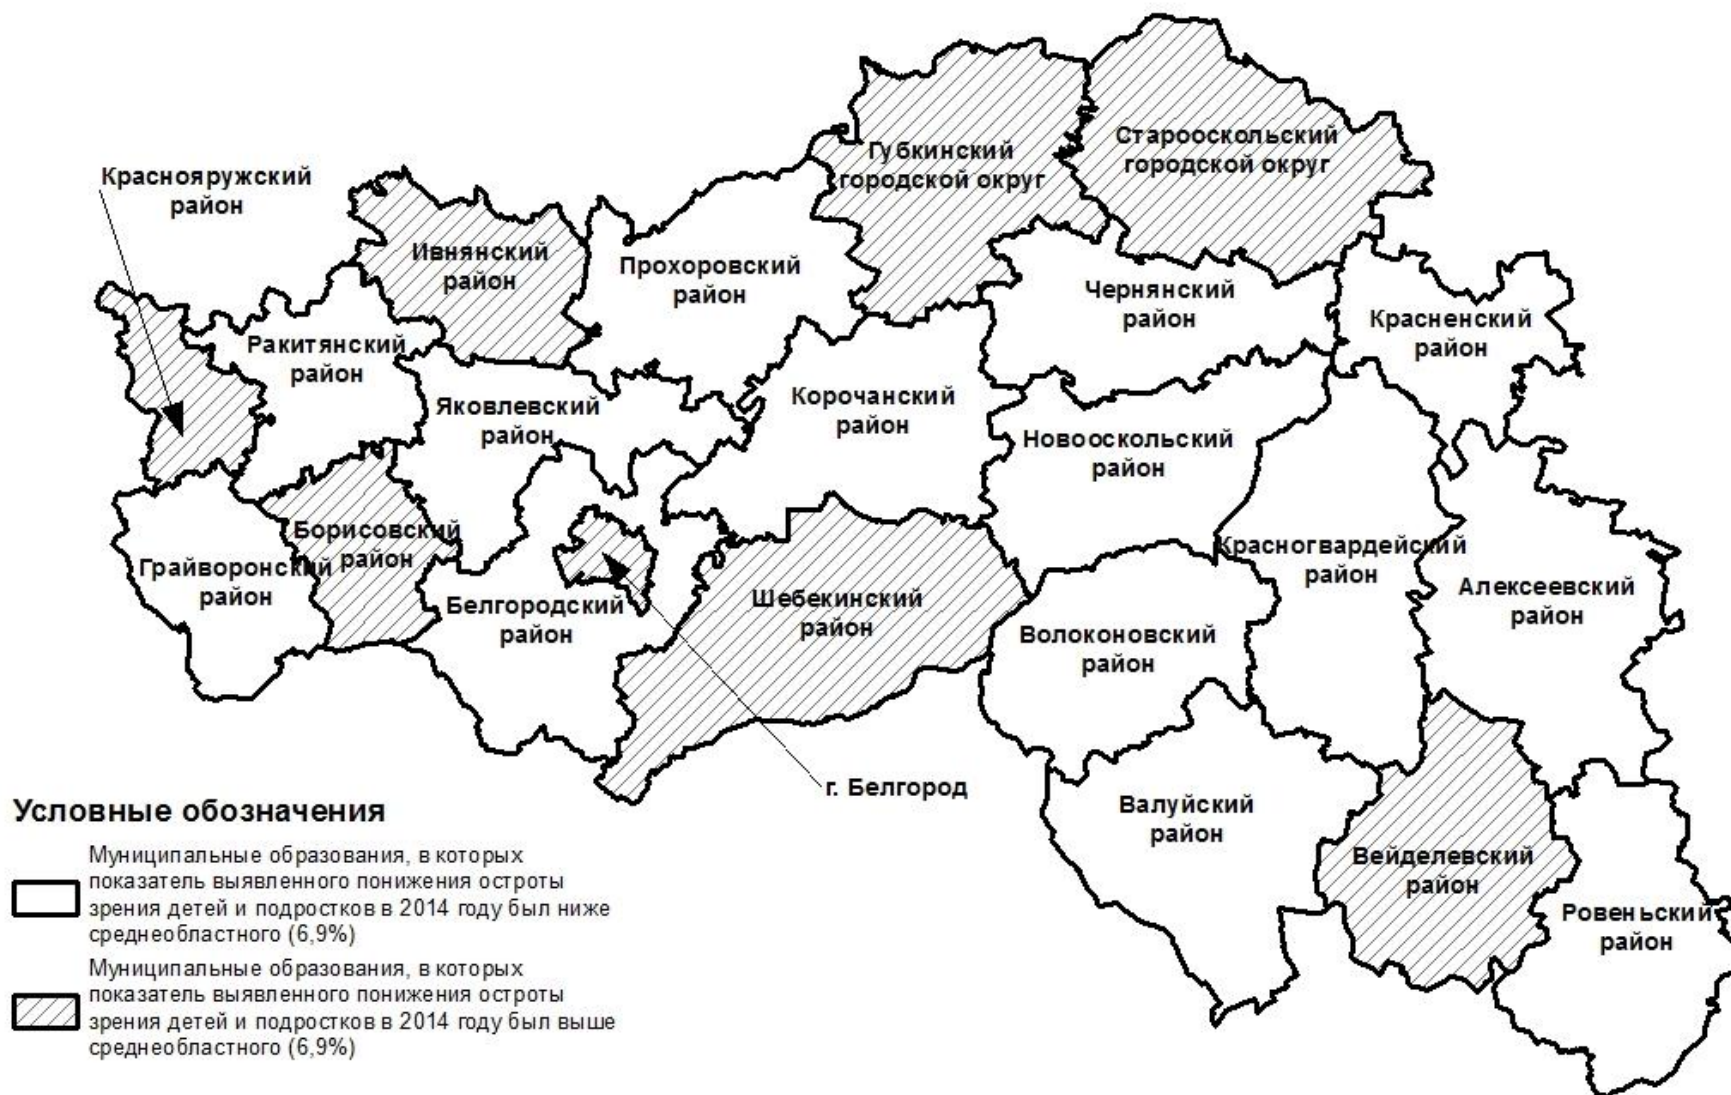 Старооскольский
городской округ
Губкинский
городской округ
Краснояружский
район
Ивнянский
район
Прохоровский
район
Чернянский
район
Красненский
район
Ракитянский
район
Яковлевский
район
Корочанский
район
Новооскольский
район
Борисовский
район
Грайворонский
район
Белгородский
район
Шебекинский
район
Волоконовский
район
Красногвардейский
район
Алексеевский
район
г. Белгород
Валуйский
район
Вейделевский
район
Ровеньский
район
Условные обозначения
Муниципальные образования, в которых
показатель выявленного понижения остроты
зрения детей и подростков в 2014 году был ниже
среднеобластного (6,9%)
Муниципальные образования, в которых
показатель выявленного понижения остроты
зрения детей и подростков в 2014 году был выше
среднеобластного (6,9%)